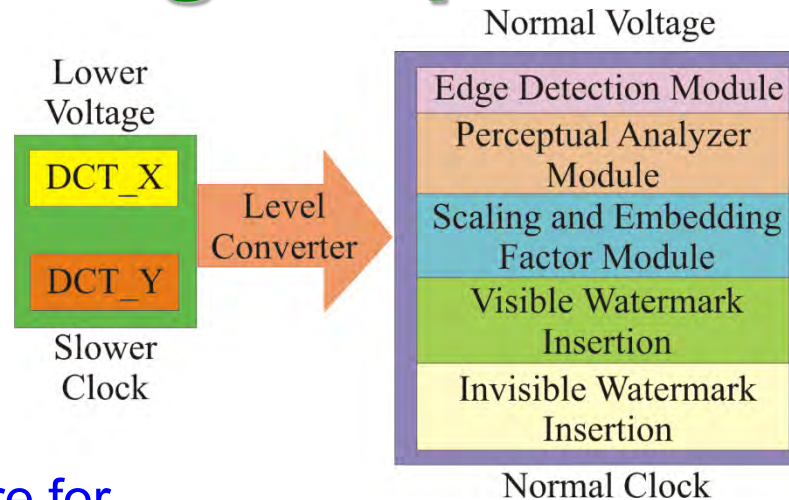 Normal Voltage
Lower
Voltage
DCT_X
DCT_Y
Slower
Clock
Level
Converter
Edge Detection Module
Perceptual Analyzer
Module
Scaling and Embedding
Factor Module
Visible Watermark
Insertion
Invisible Watermark
Insertion
Normal Clock
for